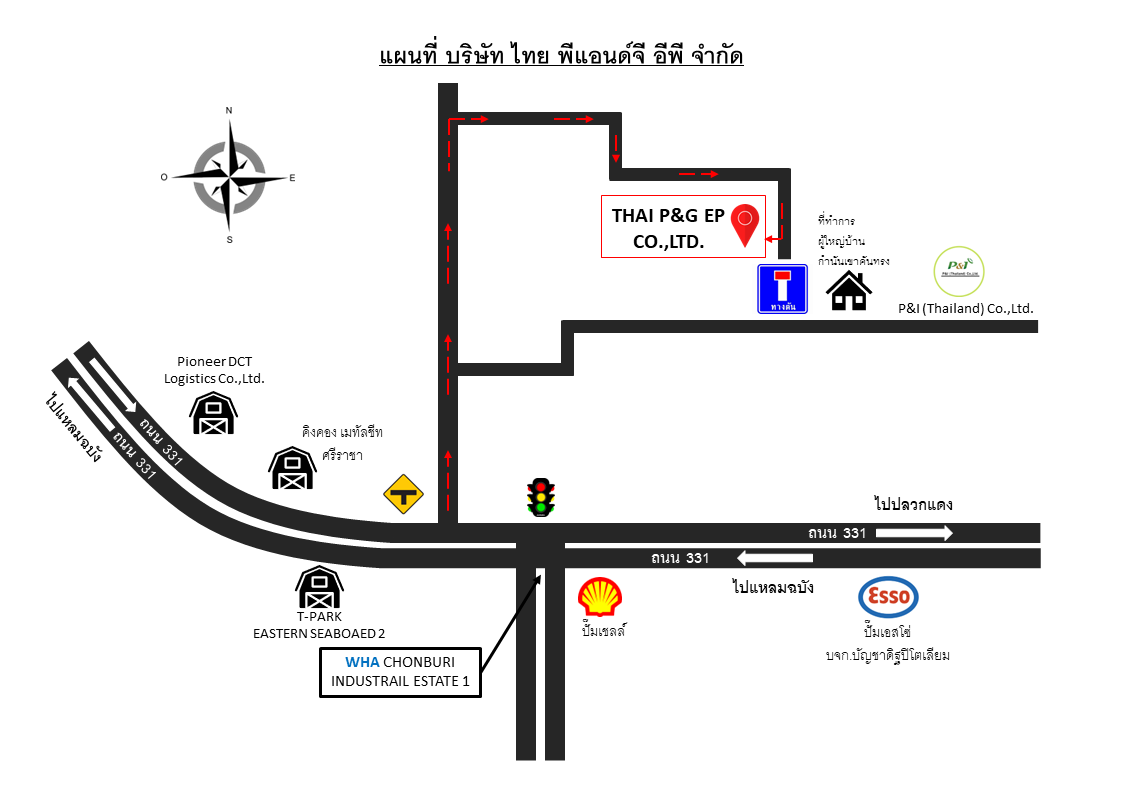 แผนที่ บริษัท ไทย พีแอนด์จี อีพี จำกัด
N
O
E
S
THAI P&G EP
CO.,LTD.
ที่ทำการ
ผู้ใหญ่บ้าน
กำนันเขาคันทรง
ทางตัน
P&I
P&I (Thailand) Co.,Ltd.
P&I (Thailand) Co.,Ltd.
Pioneer DCT
Logistics Co.,Ltd.
คิงคอง เมทัลชีท
ศรีราชา
ไปแหลมฉบัง
ถนน 331
ถนน 331
ไปปลวกแดง
ถนน 331
ถนน 331
ไปแหลมฉบัง
T-PARK
EASTERN SEABOAED 2
ปั๊มเชลล์
Esso
ปั๊มเอสโซ่
บจก.บัญชาดิฐปิโตเลียม
WHA CHONBURI
INDUSTRAIL ESTATE 1